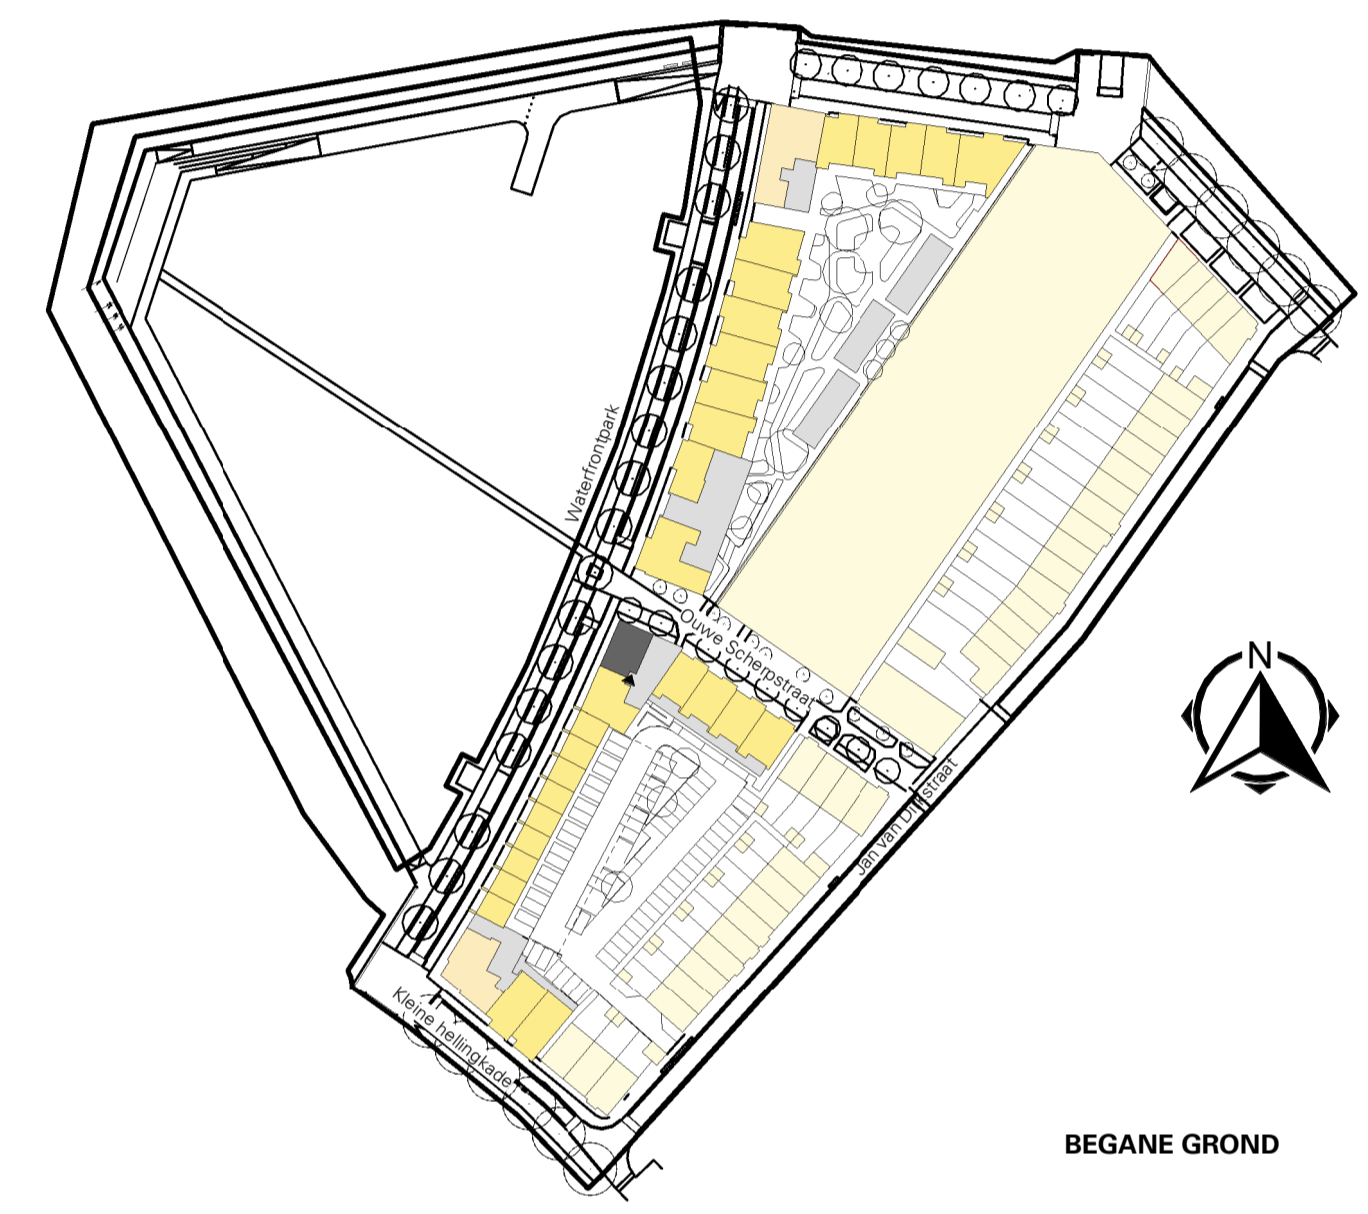 Waterfrontpark
Ouwe Scherpstraat
N
Jan van Dijkstraat
Kleine hellingkade
BEGANE GROND